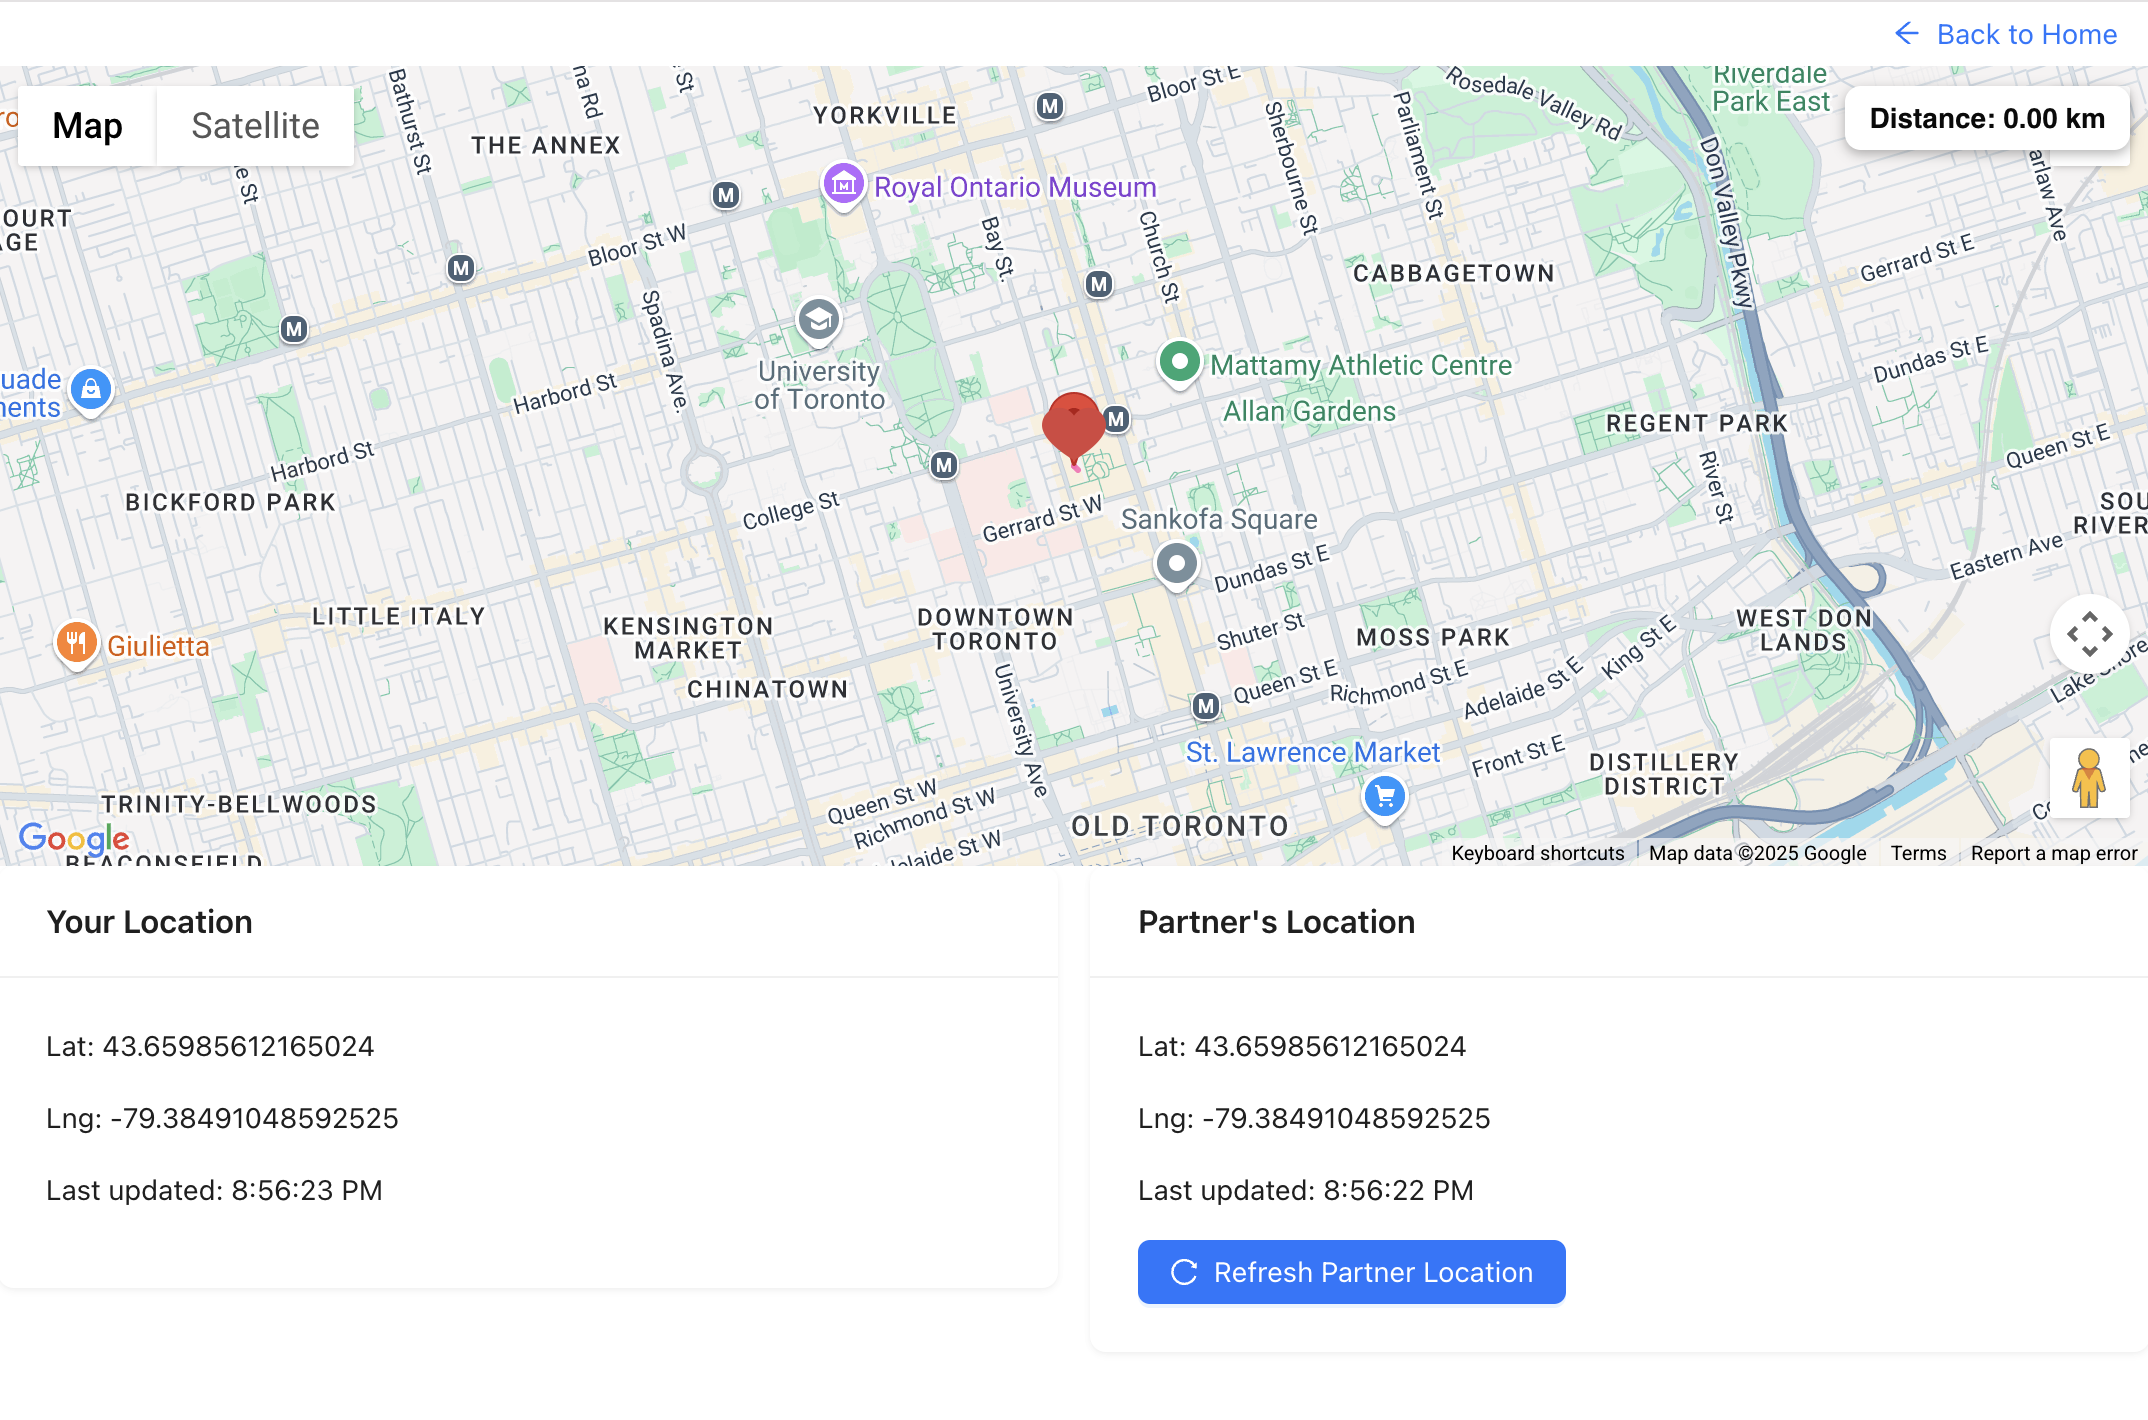 Back to Home
Map
Satellite
Distance: 0.00 km
Riverdale
Park East
Bathurst St
Bloor St E
Rosedale Valley Rd
YORKVILLE
THE ANNEX
Royal Ontario Museum
Sherbourne St
Parliament St
Don Valley Pkwy
M
M
M
M
M
M
M
M
Bloor St W
Bay St.
Church St
CABBAGETOWN
Gerrard St E
Spadina Ave.
University
of Toronto
Mattamy Athletic Centre
Allan Gardens
Dundas St E
Harbord St
REGENT PARK
Queen St E
Harbord St
River St
BICKFORD PARK
College St
Gerrard St W
Sankofa Square
Dundas St E
Eastern Ave
LITTLE ITALY
KENSINGTON
MARKET
DOWNTOWN
TORONTO
Shuter St
MOSS PARK
King St E
WEST DON
LANDS
Giulietta
CHINATOWN
University Ave
Queen St E
Richmond St E
Adelaide St E
St. Lawrence Market
Front St E
DISTILLERY
DISTRICT
TRINITY-BELLWOODS
Queen St W
Richmond St W
OLD TORONTO
Google
BEACONSFIELD
Keyboard shortcuts
Map data ©2025 Google
Terms
Report a map error
Your Location
Lat: 43.65985612165024
Lng: -79.38491048592525
Last updated: 8:56:23 PM
Partner's Location
Lat: 43.65985612165024
Lng: -79.38491048592525
Last updated: 8:56:22 PM
Refresh Partner Location